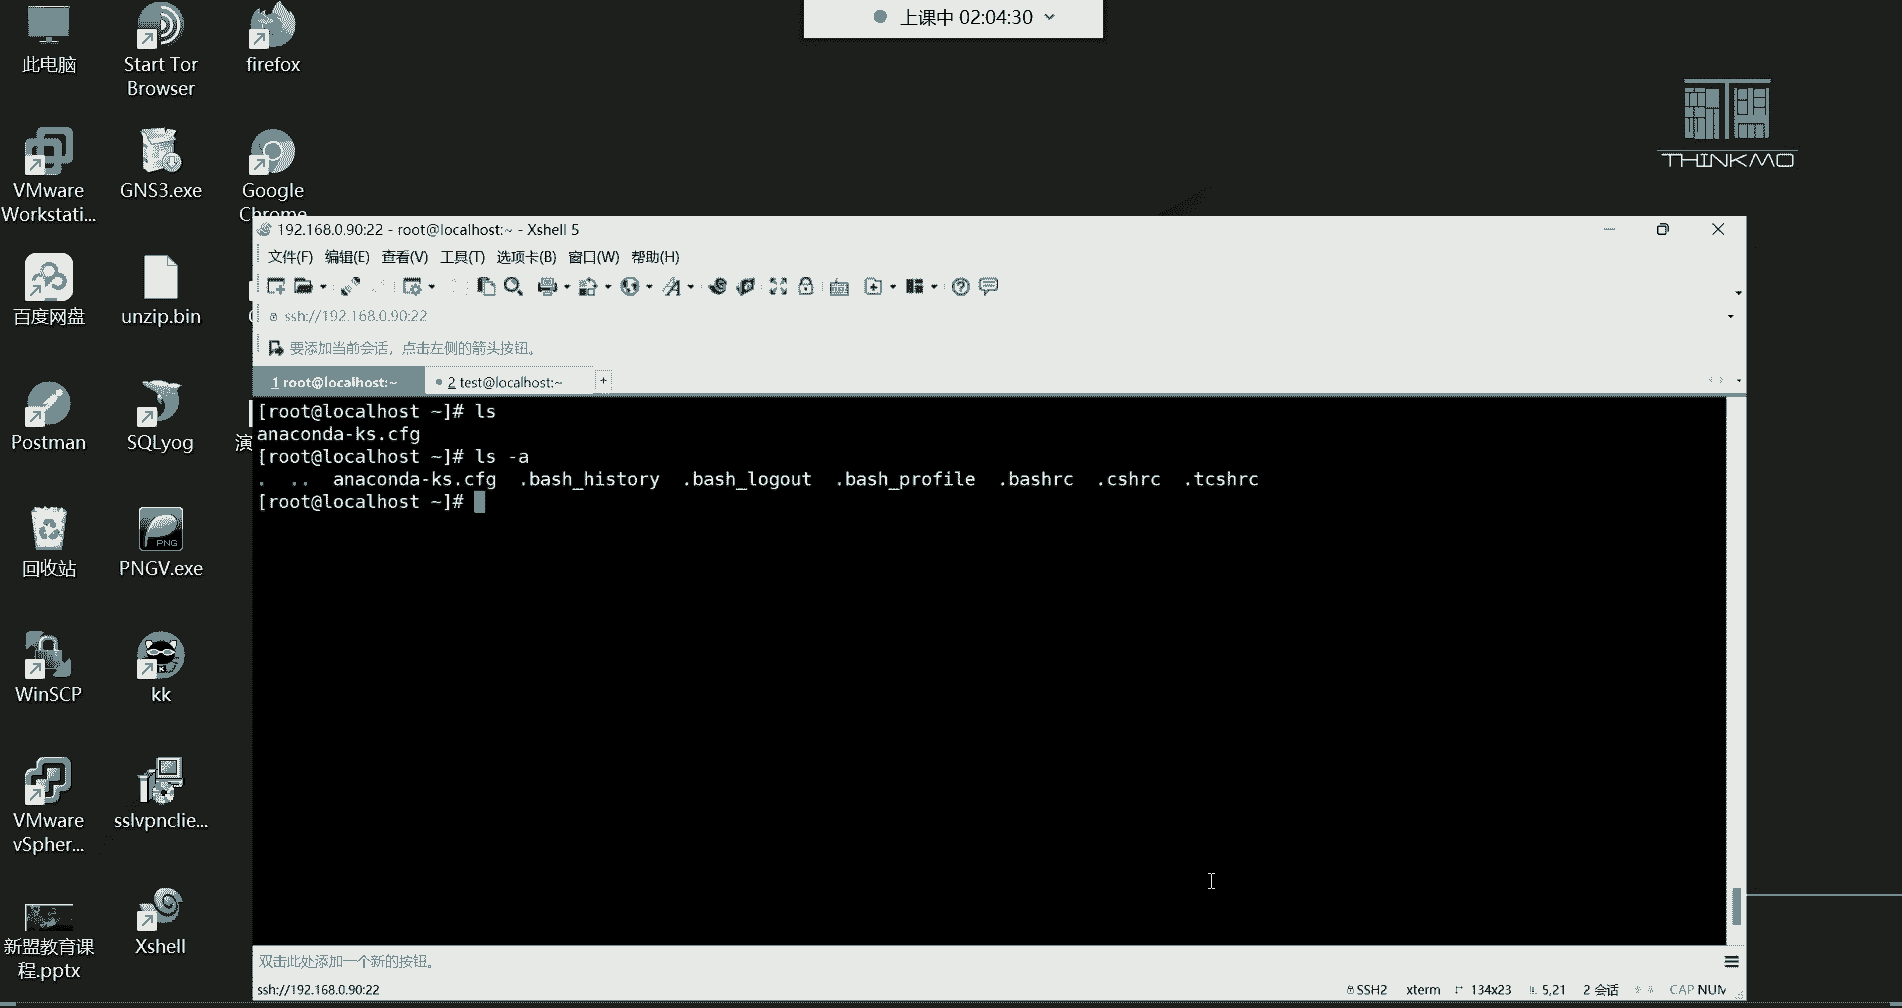 上课中 02:04:30
此电脑
Start Tor
Browser
firefox
THINKMO
VMware
Workstati...
GNS3.exe
Google
Chrome
百度网盘
unzip.bin
Postman
SQLyog
演
回收站
PNGV.exe
WinSCP
kk
VMware
vSpher...
sslvpnclie...
新盟教育课
程.pptx
Xshell
192.168.0.90:22 - root@localhost:~ - Xshell 5
文件(F) 编辑(E) 查看(V) 工具(T) 选项卡(B) 窗口(W) 帮助(H)
ssh://192.168.0.90:22
要添加当前会话，点击左侧的箭头按钮。
1 root@localhost:~
2 test@localhost:~
+
[root@localhost ~]# ls
anaconda-ks.cfg
[root@localhost ~]# ls -a
. .. anaconda-ks.cfg .bash_history .bash_logout .bash_profile .bashrc .cshrc .tcshrc
[root@localhost ~]#
双击此处添加一个新的按钮。
ssh://192.168.0.90:22
SSH2 xterm 134x23 5,21 2 会话 CAP NUM